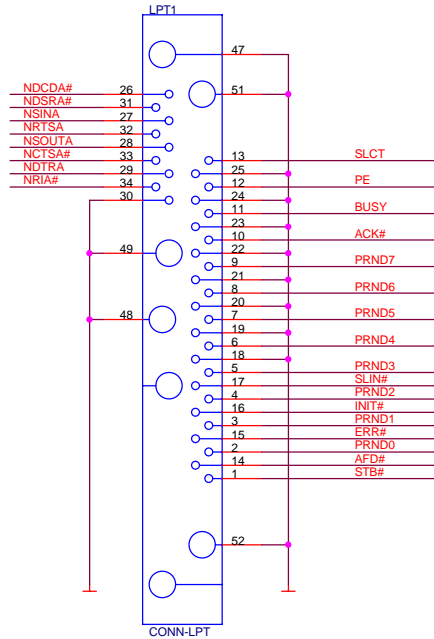 LPT1
47
NDCDA# 26 51
NDSRA# 31
NSINA 27
NRTSA 32
NSOUTA 28
NCTSA# 33 13 SLCT
NDTRA 29 25
NRIA# 34 12 PE
30 24
11 BUSY
23
10 ACK#
49 22
9 PRND7
21
8 PRND6
20
48 7 PRND5
19
6 PRND4
18
5 PRND3
17 SLIN#
4 PRND2
16 INIT#
3 PRND1
15 ERR#
2 PRND0
14 AFD#
1 STB#
52
CONN-LPT